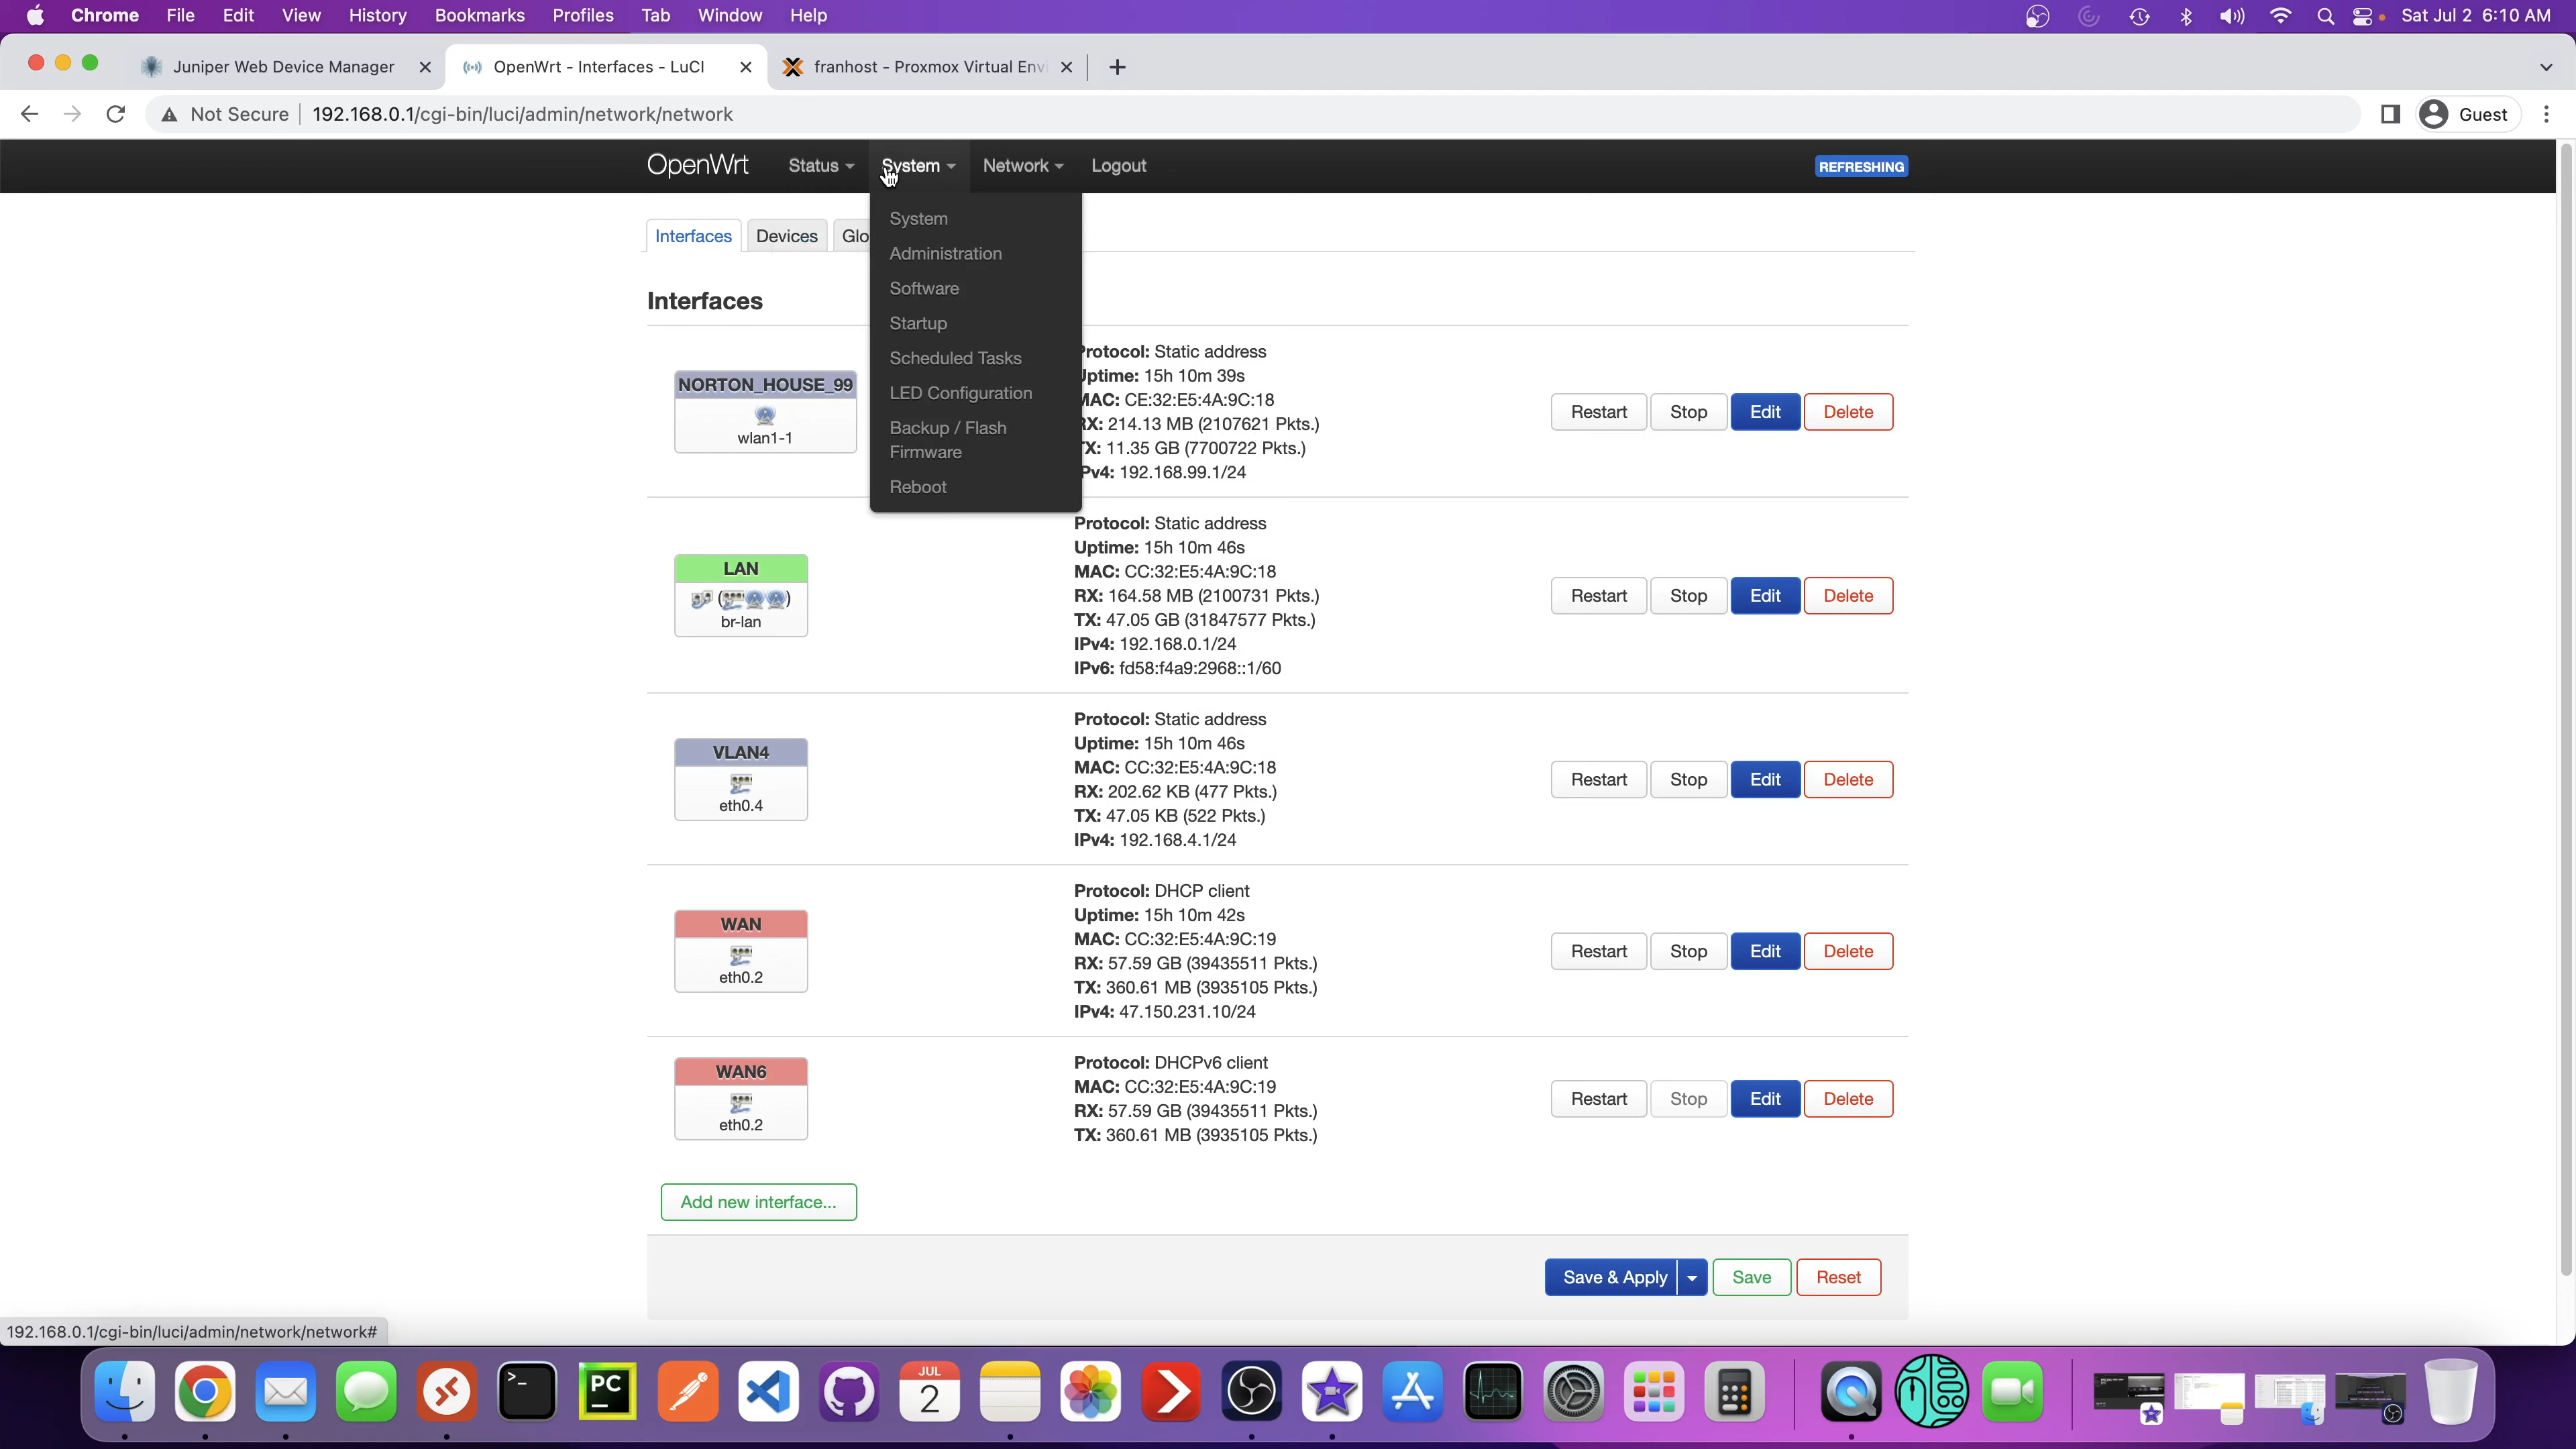 Chrome File Edit View History Bookmarks Profiles Tab Window Help Sat Jul 2 6:10 AM
Juniper Web Device Manager OpenWrt - Interfaces - LuCI franhost - Proxmox Virtual Envi
Not Secure 192.168.0.1/cgi-bin/luci/admin/network/network Guest
OpenWrt Status System Network Logout REFRESHING
System
Administration
Software
Startup
Scheduled Tasks
LED Configuration
Backup / Flash
Firmware
Reboot
Interfaces Devices Glo
Interfaces
NORTON_HOUSE_99
wlan1-1
Protocol: Static address
Uptime: 15h 10m 39s
MAC: CE:32:E5:4A:9C:18
RX: 214.13 MB (2107621 Pkts.)
TX: 11.35 GB (7700722 Pkts.)
IPv4: 192.168.99.1/24
Restart Stop Edit Delete
LAN
br-lan
Protocol: Static address
Uptime: 15h 10m 46s
MAC: CC:32:E5:4A:9C:18
RX: 164.58 MB (2100731 Pkts.)
TX: 47.05 GB (31847577 Pkts.)
IPv4: 192.168.0.1/24
IPv6: fd58:f4a9:2968::1/60
Restart Stop Edit Delete
VLAN4
eth0.4
Protocol: Static address
Uptime: 15h 10m 46s
MAC: CC:32:E5:4A:9C:18
RX: 202.62 KB (477 Pkts.)
TX: 47.05 KB (522 Pkts.)
IPv4: 192.168.4.1/24
Restart Stop Edit Delete
WAN
eth0.2
Protocol: DHCP client
Uptime: 15h 10m 42s
MAC: CC:32:E5:4A:9C:19
RX: 57.59 GB (39435511 Pkts.)
TX: 360.61 MB (3935105 Pkts.)
IPv4: 47.150.231.10/24
Restart Stop Edit Delete
WAN6
eth0.2
Protocol: DHCPv6 client
MAC: CC:32:E5:4A:9C:19
RX: 57.59 GB (39435511 Pkts.)
TX: 360.61 MB (3935105 Pkts.)
Restart Stop Edit Delete
Add new interface...
Save & Apply Save Reset
192.168.0.1/cgi-bin/luci/admin/network/network#
PC
JUL
2